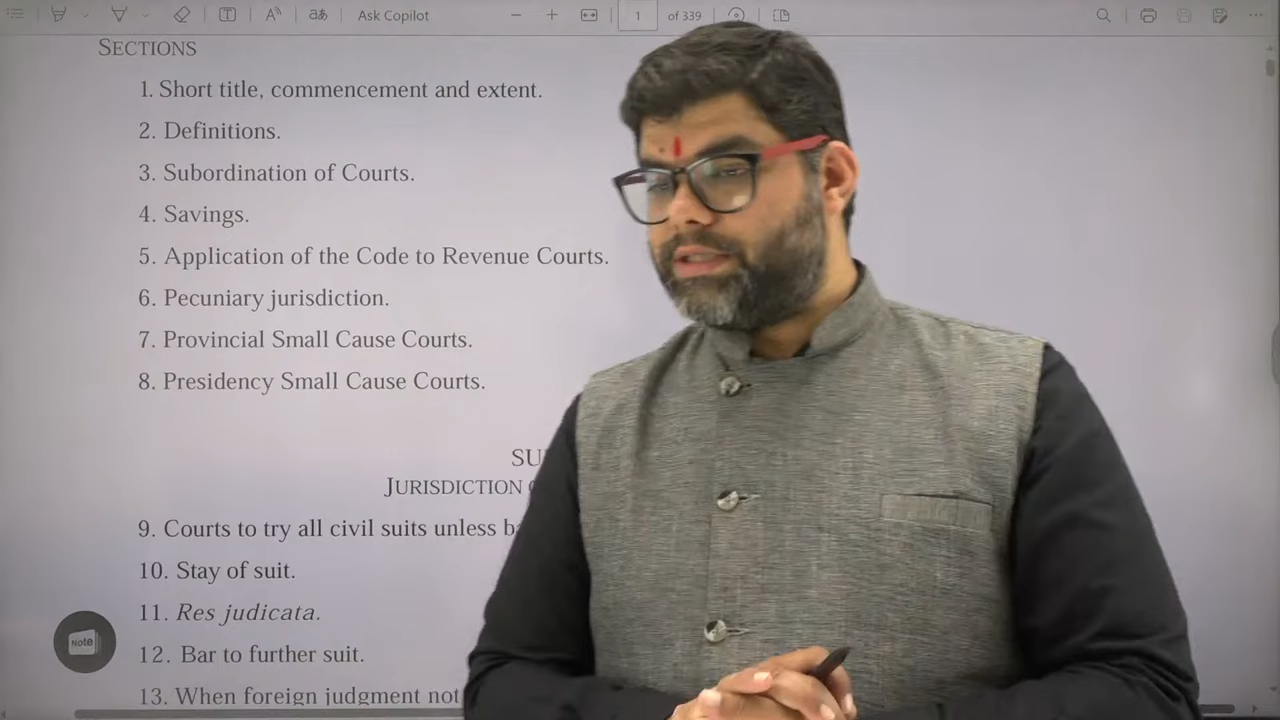 Ask Copilot
1 of 339
SECTIONS
1. Short title, commencement and extent.
2. Definitions.
3. Subordination of Courts.
4. Savings.
5. Application of the Code to Revenue Courts.
6. Pecuniary jurisdiction.
7. Provincial Small Cause Courts.
8. Presidency Small Cause Courts.
SU
JURISDICTION
9. Courts to try all civil suits unless
10. Stay of suit.
11. Res judicata.
Note
12. Bar to further suit.
13. When foreign judgment not